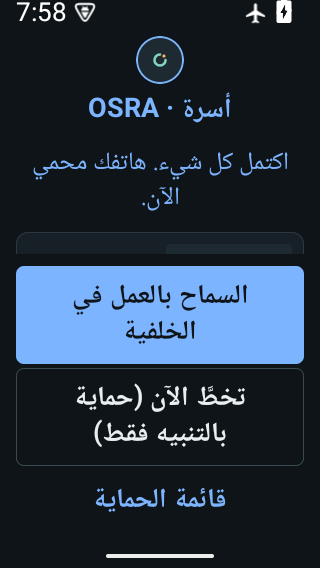 7:58
أسرة · OSRA
اكتمل كل شيء. هاتفك محمي
الآن.
السماح بالعمل في
الخلفية
تخطَّ الآن (حماية
بالتنبيه فقط)
قائمة الحماية